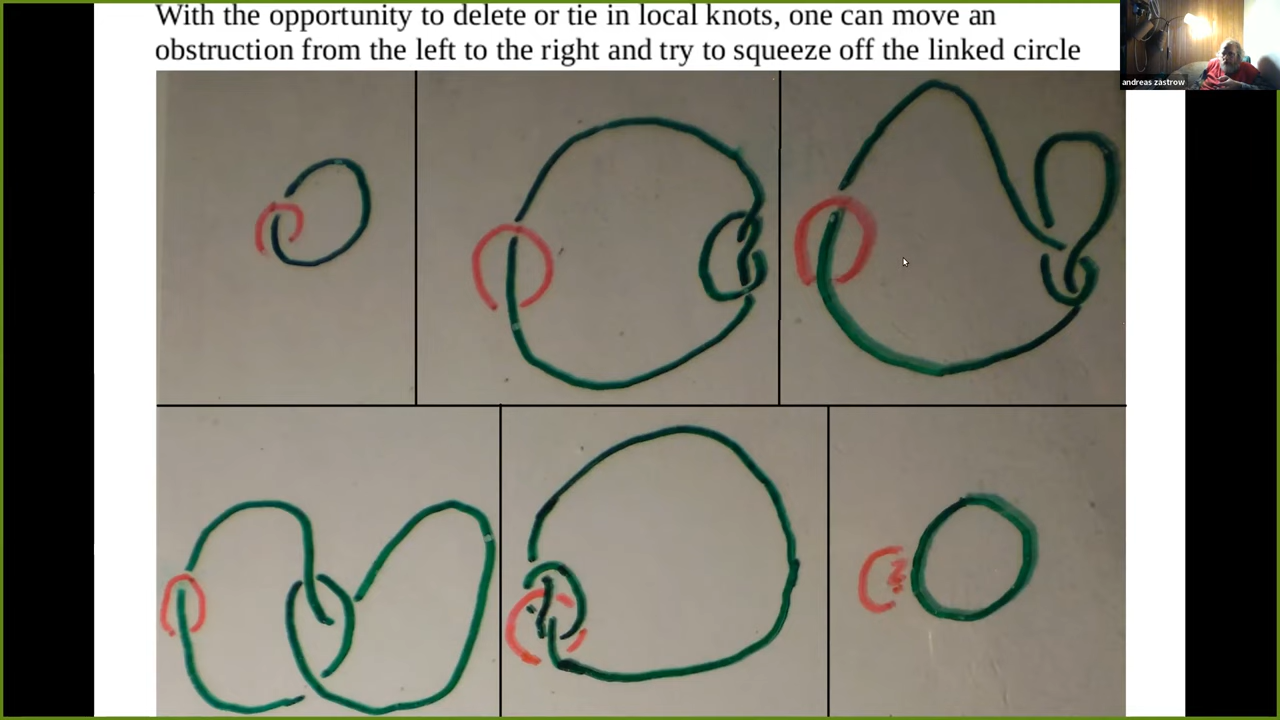 With the opportunity to delete or tie in local knots, one can move an
obstruction from the left to the right and try to squeeze off the linked circle
andreas zastrow